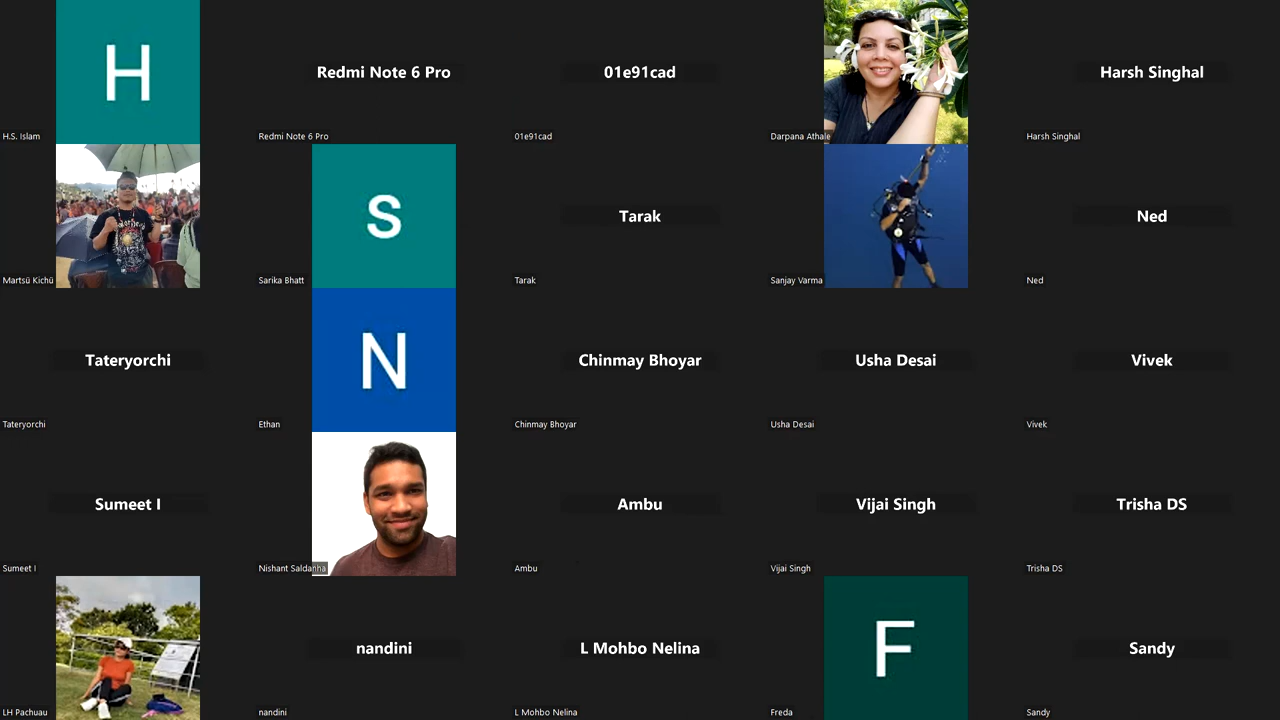 H
Redmi Note 6 Pro
01e91cad
Harsh Singhal
H.S. Islam
Redmi Note 6 Pro
01e91cad
Darpana Athale
Harsh Singhal
S
Tarak
Ned
Martsü Kichü
Sarika Bhatt
Tarak
Sanjay Varma
Ned
Tateryorchi
N
Chinmay Bhoyar
Usha Desai
Vivek
Tateryorchi
Ethan
Chinmay Bhoyar
Usha Desai
Vivek
Sumeet I
Ambu
Vijai Singh
Trisha DS
Sumeet I
Nishant Saldanha
Ambu
Vijai Singh
Trisha DS
nandini
L Mohbo Nelina
F
Sandy
LH Pachuau
nandini
L Mohbo Nelina
Freda
Sandy